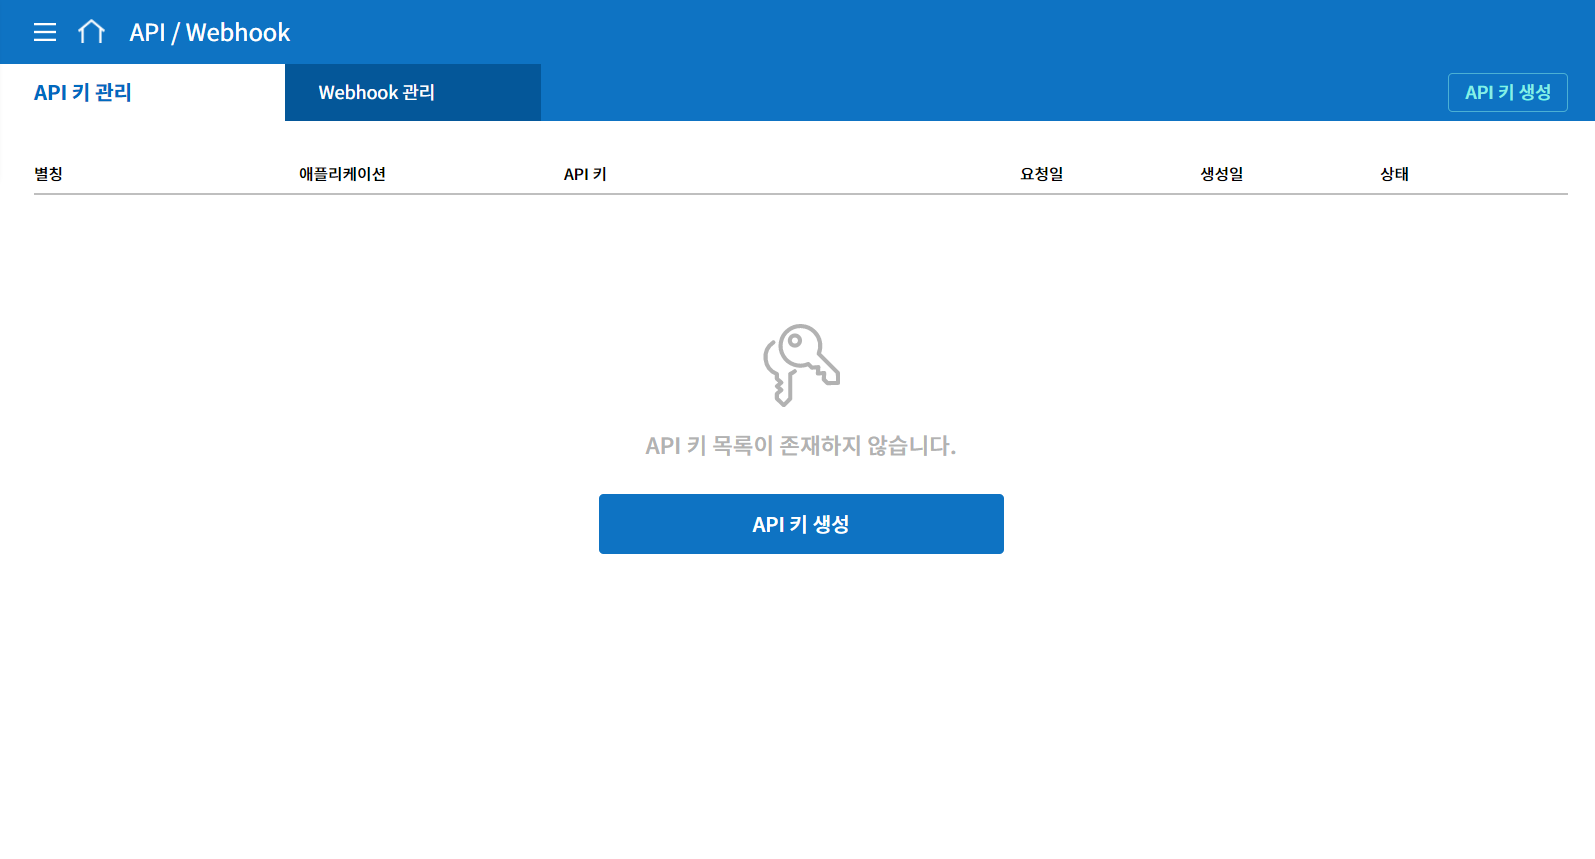 API / Webhook
API 키 관리
Webhook 관리
API 키 생성
별칭 애플리케이션 API 키 요청일 생성일 상태
API 키 목록이 존재하지 않습니다.
API 키 생성